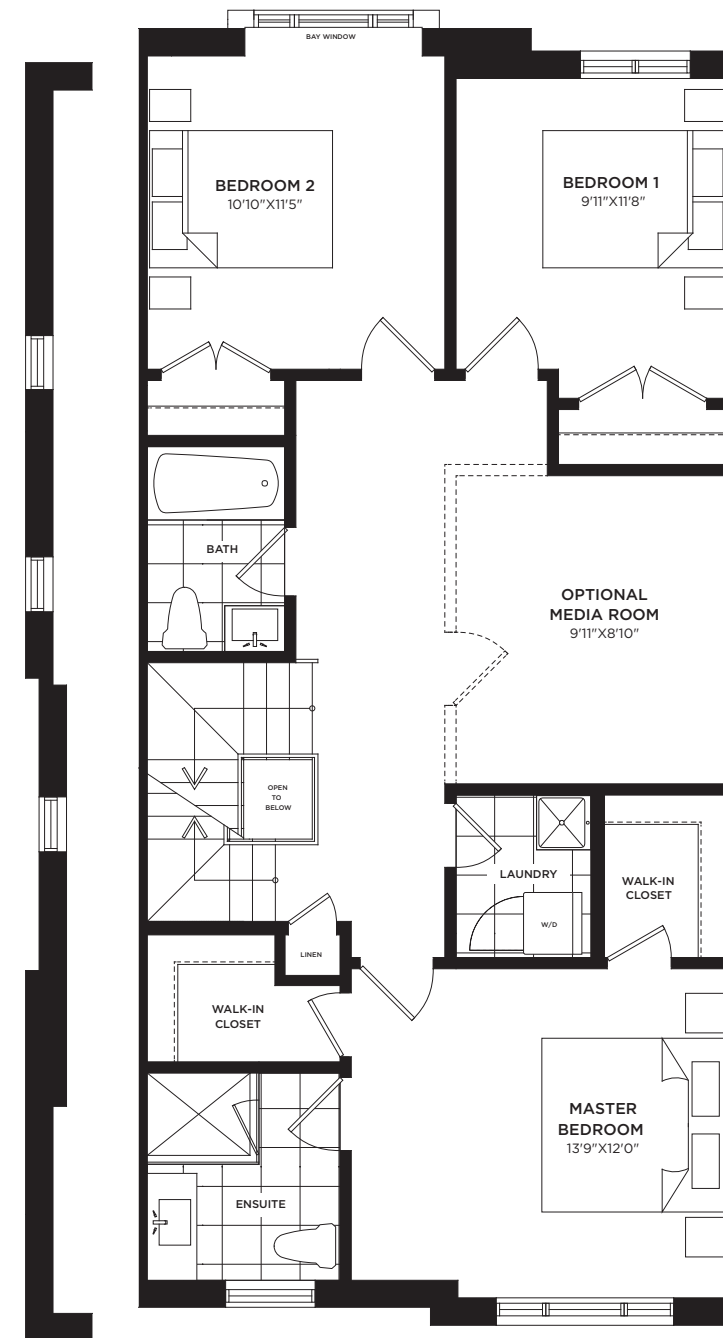 BAY WINDOW
BEDROOM 2
10'10"X11'5"
BEDROOM 1
9'11"X11'8"
BATH
OPTIONAL
MEDIA ROOM
9'11"X8'10"
OPEN
TO
BELOW
LAUNDRY
W/D
WALK-IN
CLOSET
LINEN
WALK-IN
CLOSET
MASTER
BEDROOM
13'9"X12'0"
ENSUITE